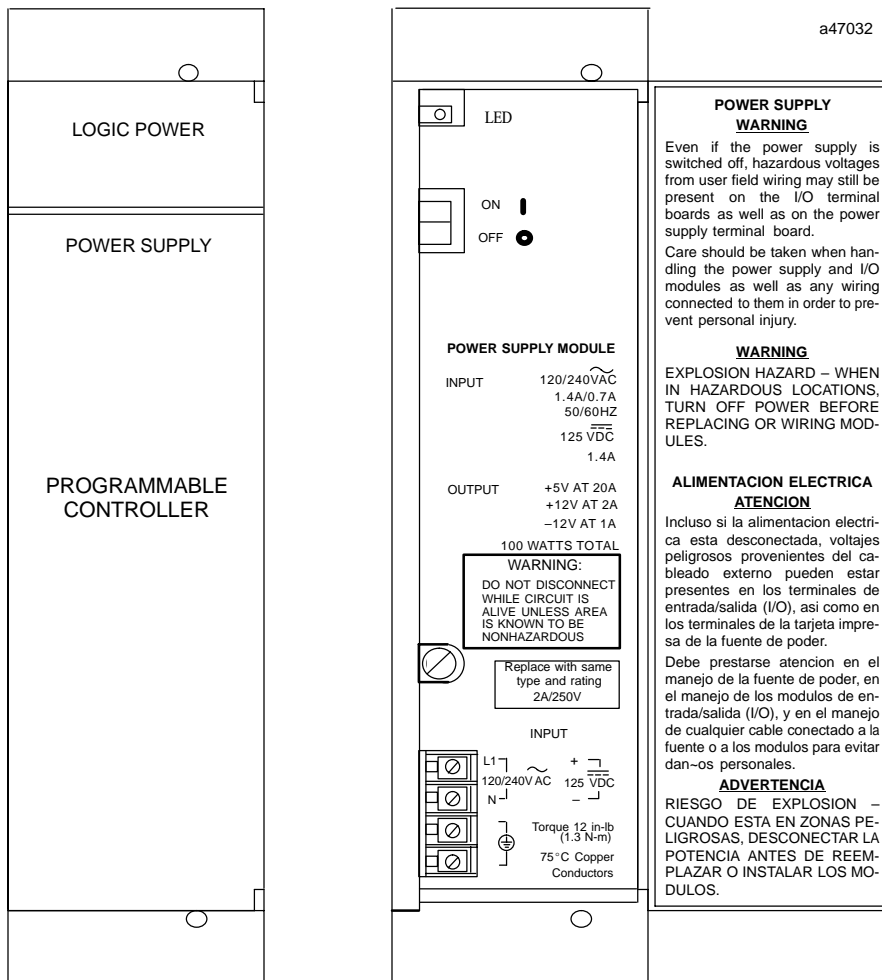 a47032
LOGIC POWER
POWER SUPPLY
PROGRAMMABLE
CONTROLLER
LED
ON
OFF
POWER SUPPLY MODULE
INPUT
120/240VAC
1.4A/0.7A
50/60HZ
125 VDC
1.4A
OUTPUT
+5V AT 20A
+12V AT 2A
–12V AT 1A
100 WATTS TOTAL
WARNING:
DO NOT DISCONNECT
WHILE CIRCUIT IS
ALIVE UNLESS AREA
IS KNOWN TO BE
NONHAZARDOUS
Replace with same
type and rating
2A/250V
INPUT
L1
120/240V AC
N
+
125 VDC
–
Torque 12 in-lb
(1.3 N-m)
75°C Copper
Conductors
POWER SUPPLY
WARNING
Even if the power supply is
switched off, hazardous voltages
from user field wiring may still be
present on the I/O terminal
boards as well as on the power
supply terminal board.
Care should be taken when han-
dling the power supply and I/O
modules as well as any wiring
connected to them in order to pre-
vent personal injury.
WARNING
EXPLOSION HAZARD – WHEN
IN HAZARDOUS LOCATIONS,
TURN OFF POWER BEFORE
REPLACING OR WIRING MOD-
ULES.
ALIMENTACION ELECTRICA
ATENCION
Incluso si la alimentacion electri-
ca esta desconectada, voltajes
peligrosos provenientes del ca-
bleado externo pueden estar
presentes en los terminales de
entrada/salida (I/O), asi como en
los terminales de la tarjeta impre-
sa de la fuente de poder.
Debe prestarse atencion en el
manejo de la fuente de poder, en
el manejo de los modulos de en-
trada/salida (I/O), y en el manejo
de cualquier cable conectado a la
fuente o a los modulos para evitar
dan~os personales.
ADVERTENCIA
RIESGO DE EXPLOSION –
CUANDO ESTA EN ZONAS PE-
LIGROSAS, DESCONECTAR LA
POTENCIA ANTES DE REEM-
PLAZAR O INSTALAR LOS MO-
DULOS.